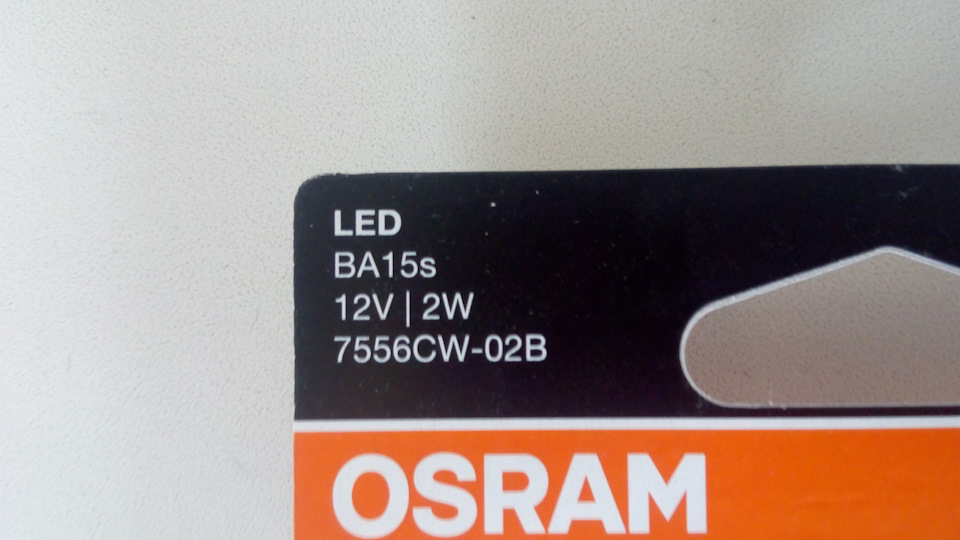 LED
BA15s
12V | 2W
7556CW-02B
OSRAM